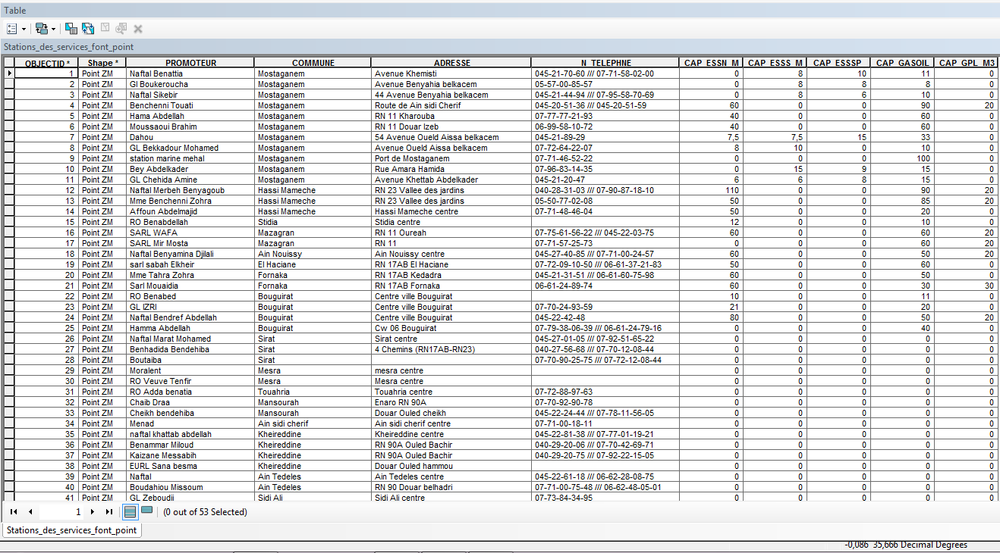 Table
Stations_des_services_font_point
OBJECTID * Shape * PROMOTEUR COMMUNE ADRESSE N_TELEPHNE CAP_ESSN_M CAP_ESSS_M CAP_ESSSP CAP_GASOIL CAP_GPL_M3
1 Point ZM Naftal Benattia Mostaganem Avenue Khemisti 045-21-70-60 /// 07-71-58-02-00 0 8 10 11 0
2 Point ZM Gl Boukeroucha Mostaganem Avenue Benyahia belkacem 05-57-00-85-57 0 8 8 8 0
3 Point ZM Naftal Sikebir Mostaganem 44 Avenue Benyahia belkacem 045-21-44-94 /// 07-95-58-70-69 0 8 6 10 0
4 Point ZM Benchenni Touati Mostaganem Route de Ain sidi Cherif 045-20-51-36 /// 045-20-51-59 60 0 0 90 20
5 Point ZM Hama Abdellah Mostaganem RN 11 Kharouba 07-77-77-21-93 40 0 0 60 0
6 Point ZM Moussaoui Brahim Mostaganem RN 11 Douar Izeb 06-99-58-10-72 40 0 0 60 0
7 Point ZM Dahou Mostaganem 54 Avenue Oueld Aissa belkacem 045-21-89-29 7,5 7,5 15 33 0
8 Point ZM GL Bekkadour Mohamed Mostaganem Avenue Oueld Aissa belkacem 07-72-64-22-07 8 10 0 10 0
9 Point ZM station marine mehal Mostaganem Port de Mostaganem 07-71-46-52-22 0 0 0 100 0
10 Point ZM Bey Abdelkader Mostaganem Rue Amara Hamida 07-96-83-14-35 0 15 9 15 0
11 Point ZM GL Chehida Amine Mostaganem Avenue Khettab Abdelkader 045-21-20-47 6 6 8 15 0
12 Point ZM Naftal Merbeh Benyagoub Hassi Mameche RN 23 Vallee des jardins 040-28-31-03 /// 07-90-87-18-10 110 0 0 90 20
13 Point ZM Mme Benchenni Zohra Hassi Mameche RN 23 Vallee des jardins 05-50-77-02-08 50 0 0 85 20
14 Point ZM Affoun Abdelmajid Hassi Mameche Hassi Mameche centre 07-71-48-46-04 50 0 0 20 0
15 Point ZM RO Benabdellah Stidia Stidia centre 12 0 0 10 0
16 Point ZM SARL WAFA Mazagran RN 11 Oureah 07-75-61-56-22 /// 045-22-03-75 60 0 0 60 20
17 Point ZM SARL Mir Mosta Mazagran RN 11 07-71-57-25-73 0 0 0 60 20
18 Point ZM Naftal Benyamina Djilali Ain Nouissy Ain Nouissy centre 045-27-40-85 /// 07-71-00-24-57 60 0 0 50 20
19 Point ZM sarl sabah Elkheir El Haciane RN 17AB El Haciane 07-72-09-10-50 /// 06-61-37-21-83 50 0 0 60 0
20 Point ZM Mme Tahra Zohra Fornaka RN 17AB Kedadra 045-21-31-51 /// 06-61-60-75-98 60 0 0 50 0
21 Point ZM Sarl Mouaidia Fornaka RN 17AB Fornaka 06-61-24-89-74 60 0 0 30 30
22 Point ZM RO Benabed Bouguirat Centre ville Bouguirat 10 0 0 11 0
23 Point ZM GL IZRI Bouguirat Centre ville Bouguirat 07-70-24-93-59 21 0 0 20 0
24 Point ZM Naftal Bendref Abdellah Bouguirat Centre ville Bouguirat 045-22-42-48 80 0 0 50 20
25 Point ZM Hamma Abdellah Bouguirat Cw 06 Bouguirat 07-79-38-06-39 /// 06-61-24-79-16 0 0 0 40 0
26 Point ZM Naftal Marat Mohamed Sirat Sirat centre 045-27-01-05 /// 07-92-51-65-22 0 0 0 0 0
27 Point ZM Benhadida Bendehiba Sirat 4 Chemins (RN17AB-RN23) 040-27-56-68 /// 07-70-12-08-44 0 0 0 0 0
28 Point ZM Boutaiba Sirat 07-70-90-25-75 /// 07-72-12-08-44 0 0 0 0 0
29 Point ZM Moralent Mesra mesra centre 0 0 0 0 0
30 Point ZM RO Veuve Tenfir Mesra Mesra centre 0 0 0 0 0
31 Point ZM RO Adda benatia Touahria Touahria centre 07-72-88-97-63 0 0 0 0 0
32 Point ZM Chaib Draa Mansourah Enaro RN 90A 07-70-92-90-78 0 0 0 0 0
33 Point ZM Cheikh bendehiba Mansourah Douar Ouled cheikh 045-22-24-44 /// 07-78-11-56-05 0 0 0 0 0
34 Point ZM Menad Ain sidi cherif Ain sidi cherif centre 07-71-00-18-11 0 0 0 0 0
35 Point ZM naftal khattab abdellah Kheireddine Kheireddine centre 045-22-81-38 /// 07-77-01-19-21 0 0 0 0 0
36 Point ZM Benammar Miloud Kheireddine RN 90A Ouled Bachir 040-29-20-06 /// 07-70-42-69-71 0 0 0 0 0
37 Point ZM Kaizane Messabih Kheireddine RN 90A Ouled Bachir 040-29-20-75 /// 07-92-22-15-05 0 0 0 0 0
38 Point ZM EURL Sana besma Kheireddine Douar Ouled hammou 0 0 0 0 0
39 Point ZM Naftal Ain Tedeles Ain Tedeles centre 045-22-61-18 /// 06-62-28-08-75 0 0 0 0 0
40 Point ZM Boudahiou Missoum Ain Tedeles RN 90 Douar belhadri 07-71-00-75-48 /// 06-62-48-05-01 0 0 0 0 0
41 Point ZM GL Zeboudji Sidi Ali Sidi Ali centre 07-73-84-34-95 0 0 0 0 0
1 (0 out of 53 Selected)
Stations_des_services_font_point
-0,086 35,666 Decimal Degrees